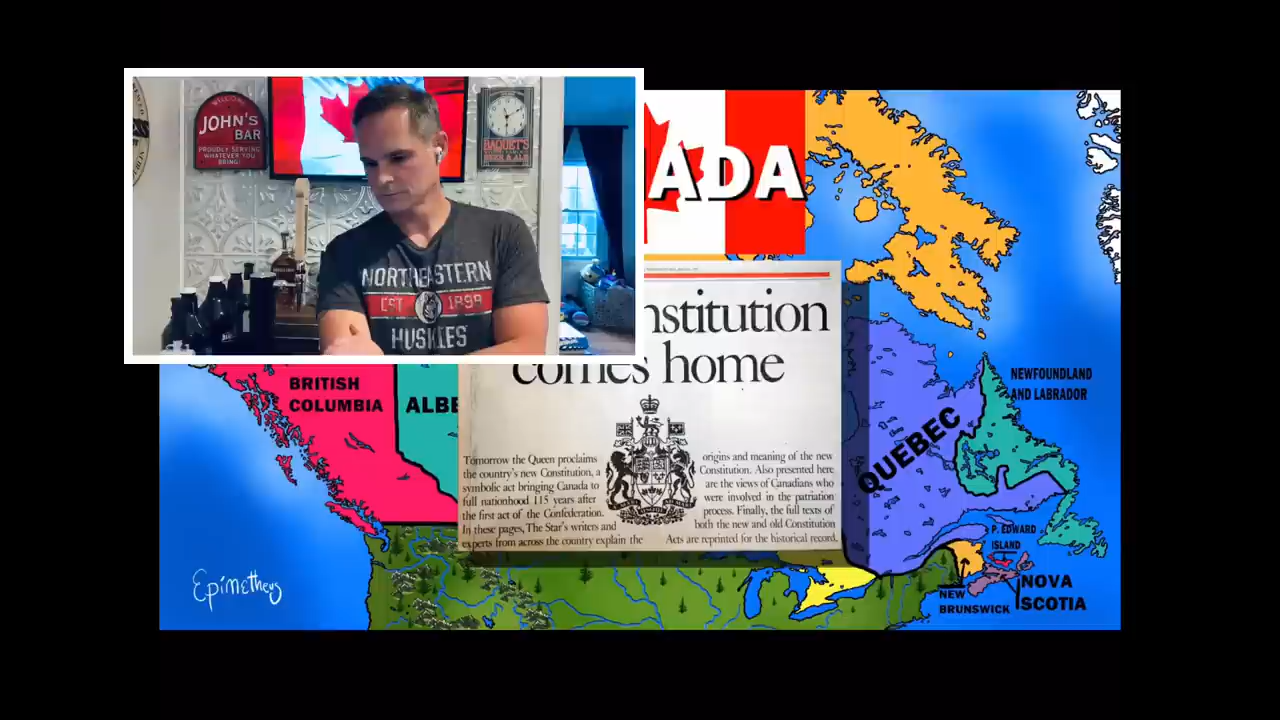 WELCOME
JOHN'S
BAR
PROUDLY SERVING
WHATEVER YOU
BRING!
BAGUET'S
BEER & ALE
NORTHEASTERN
EST 1898
HUSKIES
ADA
nstitution
comes home
Tomorrow the Queen proclaims
the country's new Constitution, a
symbolic act bringing Canada to
full nationhood 115 years after
the first act of the Confederation.
In these pages, The Star's writers and
experts from across the country explain the
origins and meaning of the new
Constitution. Also presented here
are the views of Canadians who
were involved in the patriation
process. Finally, the full texts of
both the new and old Constitution
Acts are reprinted for the historical record.
BRITISH
COLUMBIA
ALBE
QUEBEC
NEWFOUNDLAND
AND LABRADOR
P. EDWARD
ISLAND
NEW
BRUNSWICK
NOVA
SCOTIA
Epimetheus